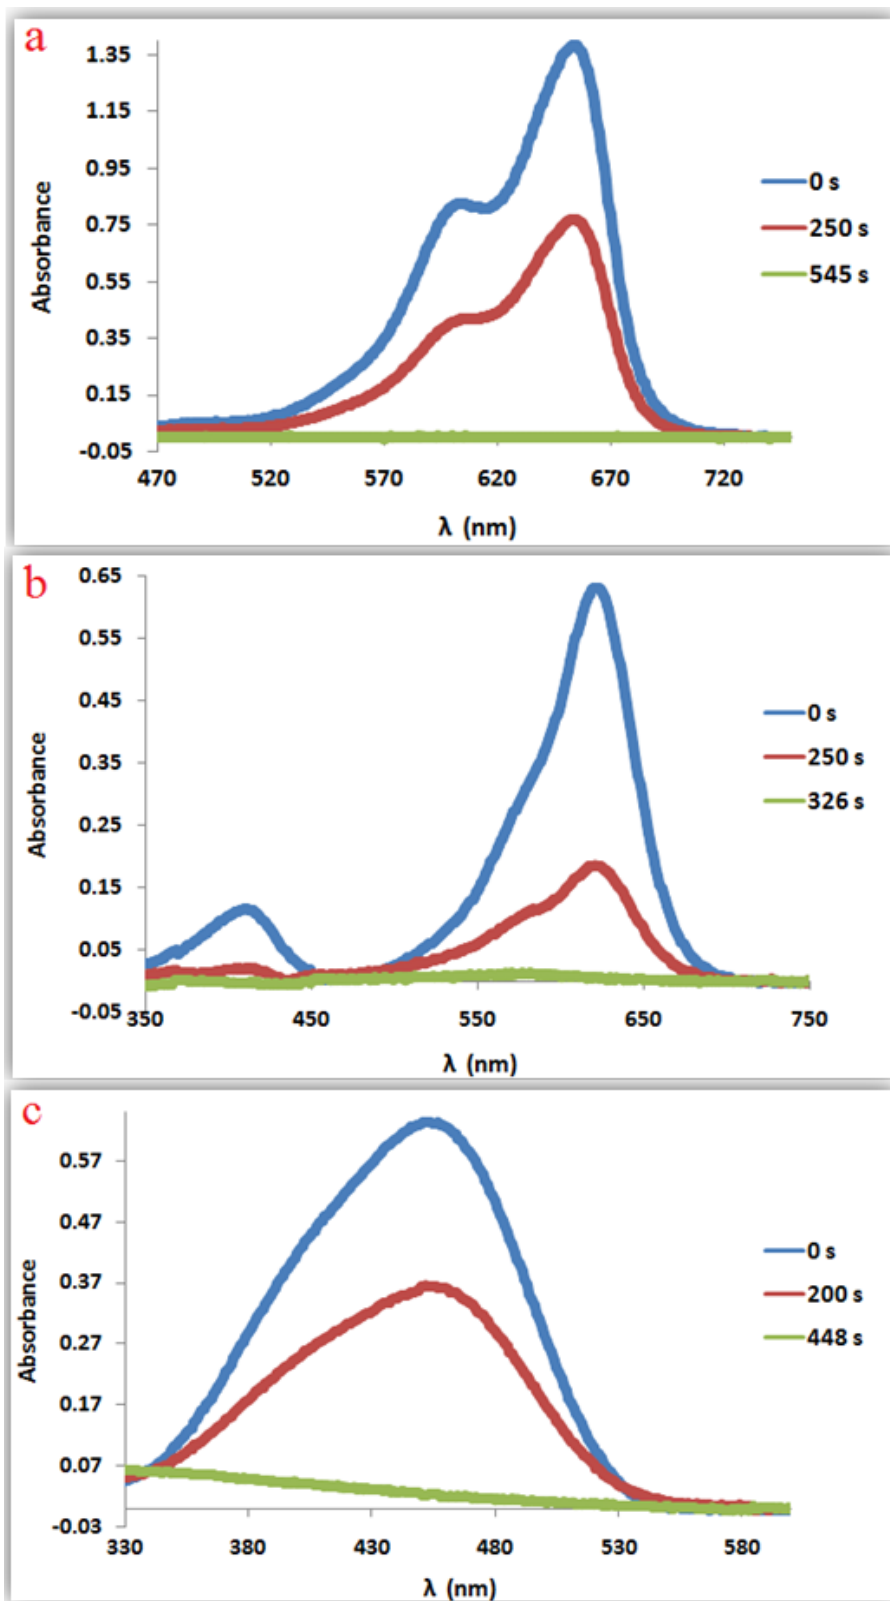 a
1.35
1.15
0.95
0.75
0.55
0.35
0.15
-0.05
Absorbance
470 520 570 620 670 720
λ (nm)
0 s
250 s
545 s
b
0.65
0.55
0.45
0.35
0.25
0.15
0.05
-0.05
Absorbance
350 450 550 650 750
λ (nm)
0 s
250 s
326 s
c
0.57
0.47
0.37
0.27
0.17
0.07
-0.03
Absorbance
330 380 430 480 530 580
λ (nm)
0 s
200 s
448 s